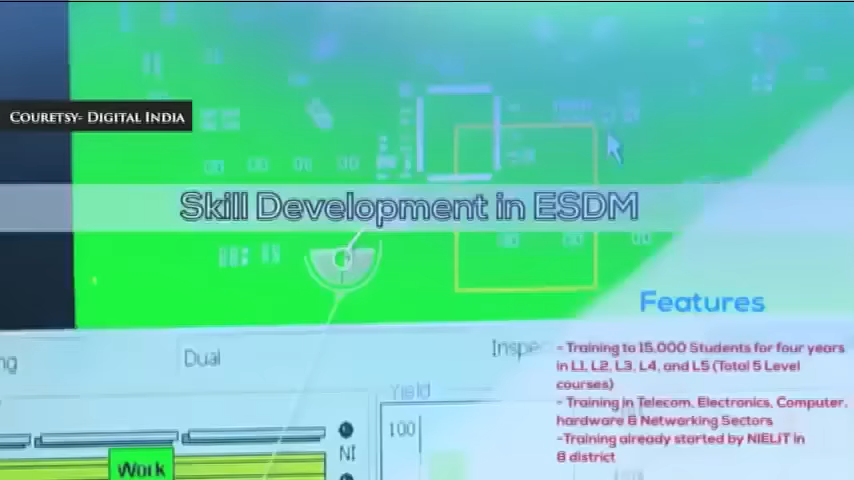 COURETSY- DIGITAL INDIA
Skill Development in ESDM
Features
- Training to 15,000 Students for four years
in L1, L2, L3, L4, and L5 (Total 5 Level
courses)
- Training in Telecom, Electronics, Computer,
hardware & Networking Sectors
-Training already started by NIELIT in
8 district
Dual
Yield
100
NI
Work